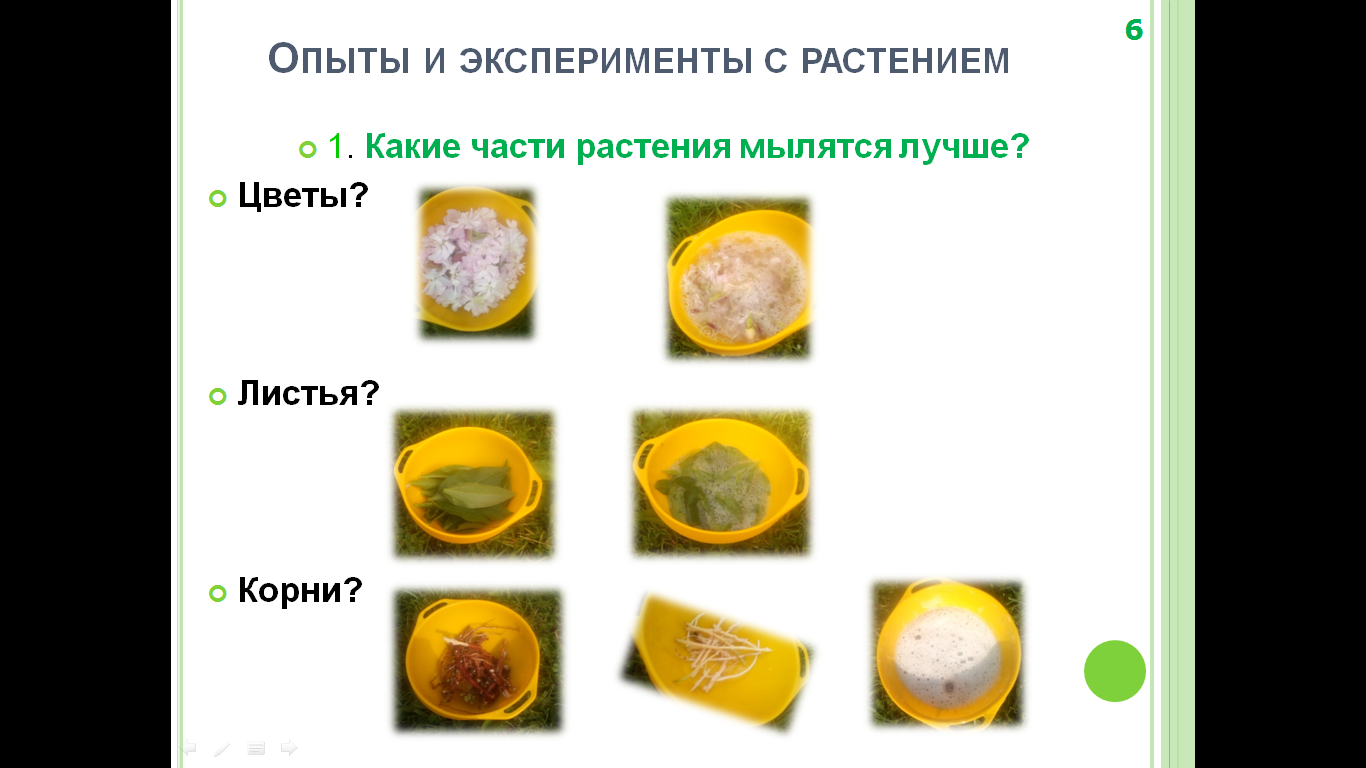 6
Опыты и эксперименты с растением
1. Какие части растения мылятся лучше?
Цветы?
Листья?
Корни?